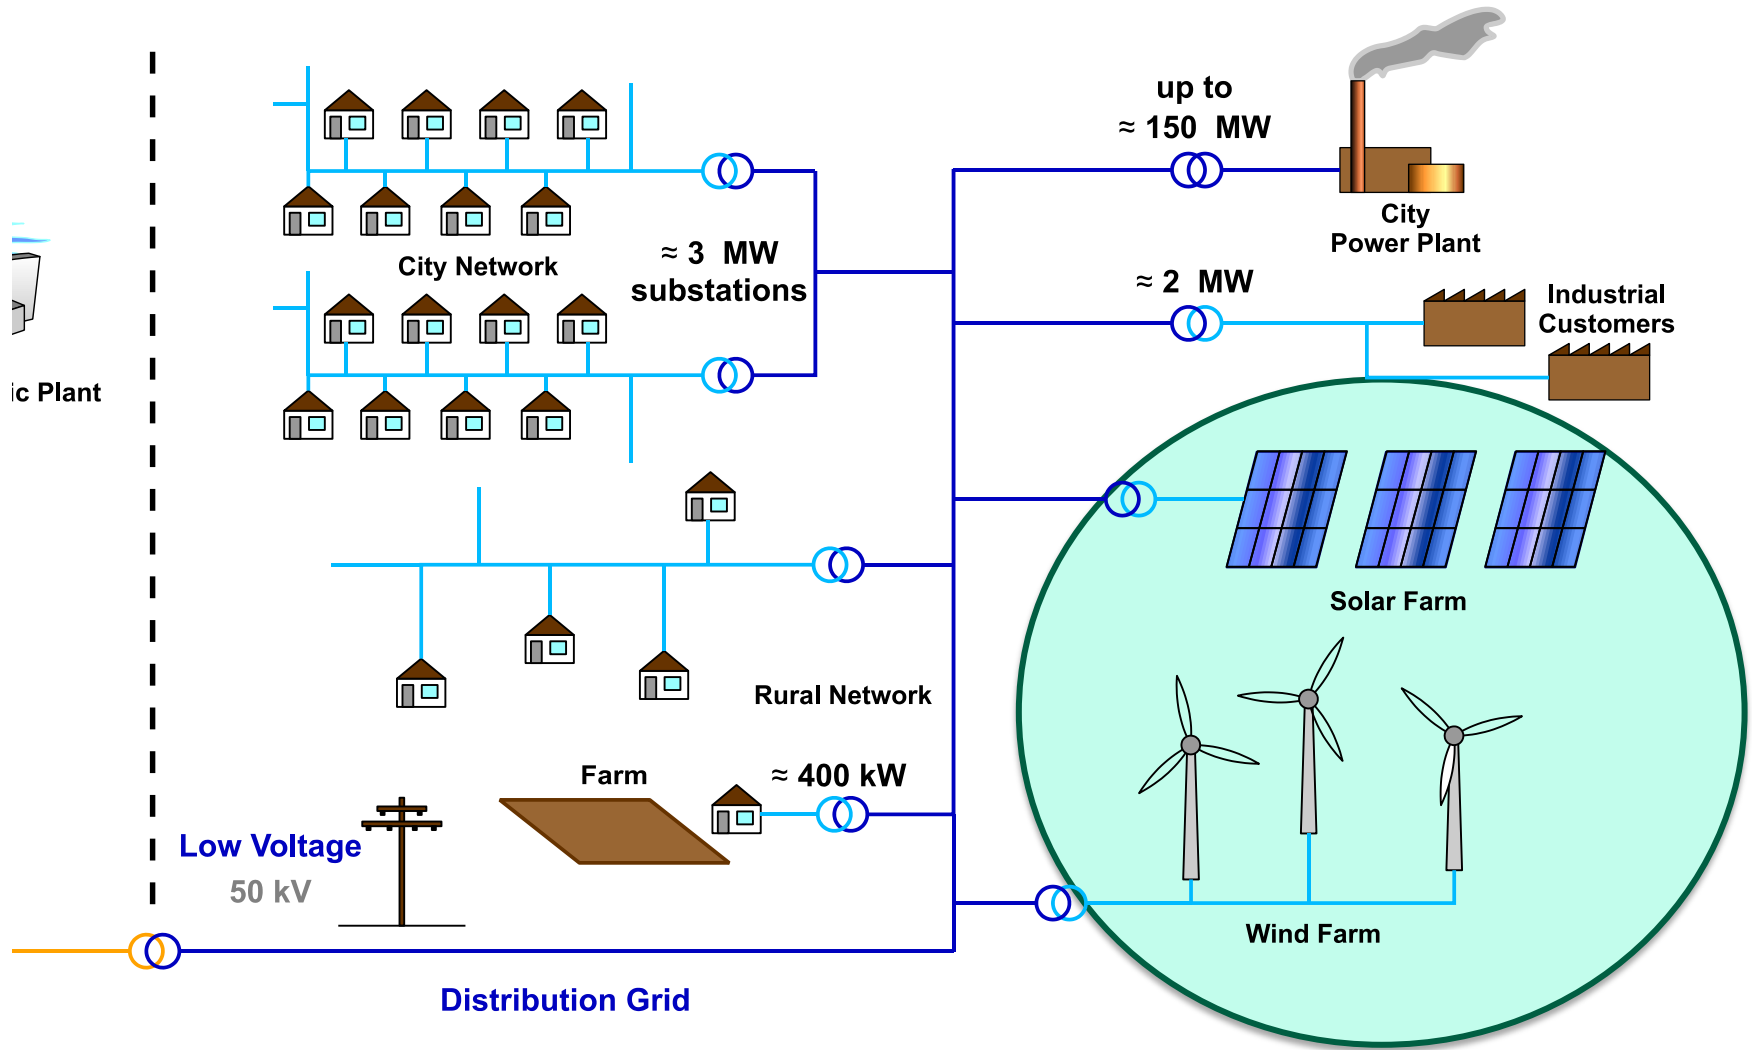 up to
≈ 150  MW
City
Power Plant
City Network
≈ 3  MW
substations
≈ 2  MW
Industrial
Customers
ic Plant
Solar Farm
Rural Network
Farm
≈ 400 kW
Low Voltage
50 kV
Wind Farm
Distribution Grid